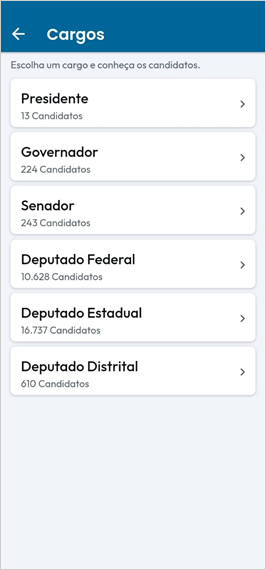 Cargos
Escolha um cargo e conheça os candidatos.
Presidente
13 Candidatos
Governador
224 Candidatos
Senador
243 Candidatos
Deputado Federal
10.628 Candidatos
Deputado Estadual
16.737 Candidatos
Deputado Distrital
610 Candidatos